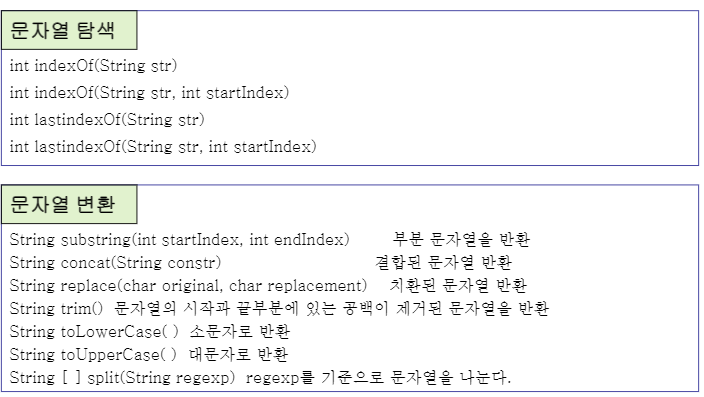 문자열 탐색
int indexOf(String str)
int indexOf(String str, int startIndex)
int lastindexOf(String str)
int lastindexOf(String str, int startIndex)
문자열 변환
String substring(int startIndex, int endIndex) 부분 문자열을 반환
String concat(String constr) 결합된 문자열 반환
String replace(char original, char replacement) 치환된 문자열 반환
String trim() 문자열의 시작과 끝부분에 있는 공백이 제거된 문자열을 반환
String toLowerCase( ) 소문자로 반환
String toUpperCase( ) 대문자로 반환
String [ ] split(String regexp) regexp를 기준으로 문자열을 나눈다.